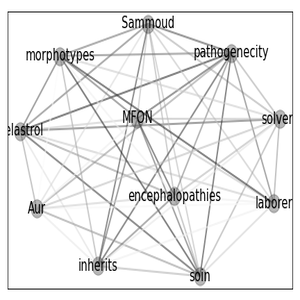 Sammoud
morphotypes
pathogenecity
MFON
solver
elastrol
encephalopathies
Aur
laborer
inherits
soin